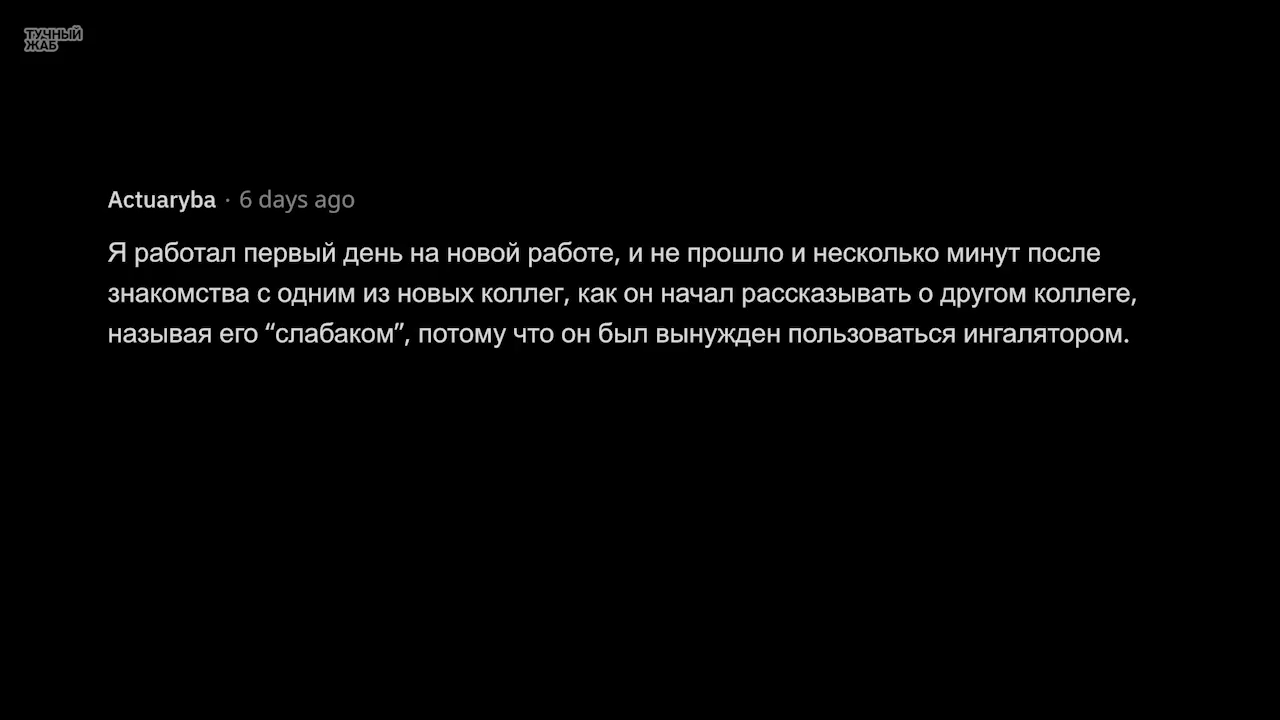 ТУЧНЫЙ
ЖАБ
Actuaryba · 6 days ago
Я работал первый день на новой работе, и не прошло и несколько минут после
знакомства с одним из новых коллег, как он начал рассказывать о другом коллеге,
называя его “слабаком”, потому что он был вынужден пользоваться ингалятором.